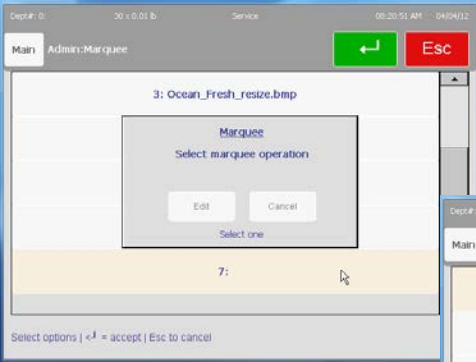 Dept#: 0: 30 x 0.01 lb Service 08:20:51 AM 04/04/12
Main Admin:Marquee Esc
3: Ocean_Fresh_resize.bmp
Marquee
Select marquee operation
Edit Cancel
Select one
7:
Select options | <┘ = accept | Esc to cancel
Dept#
Main